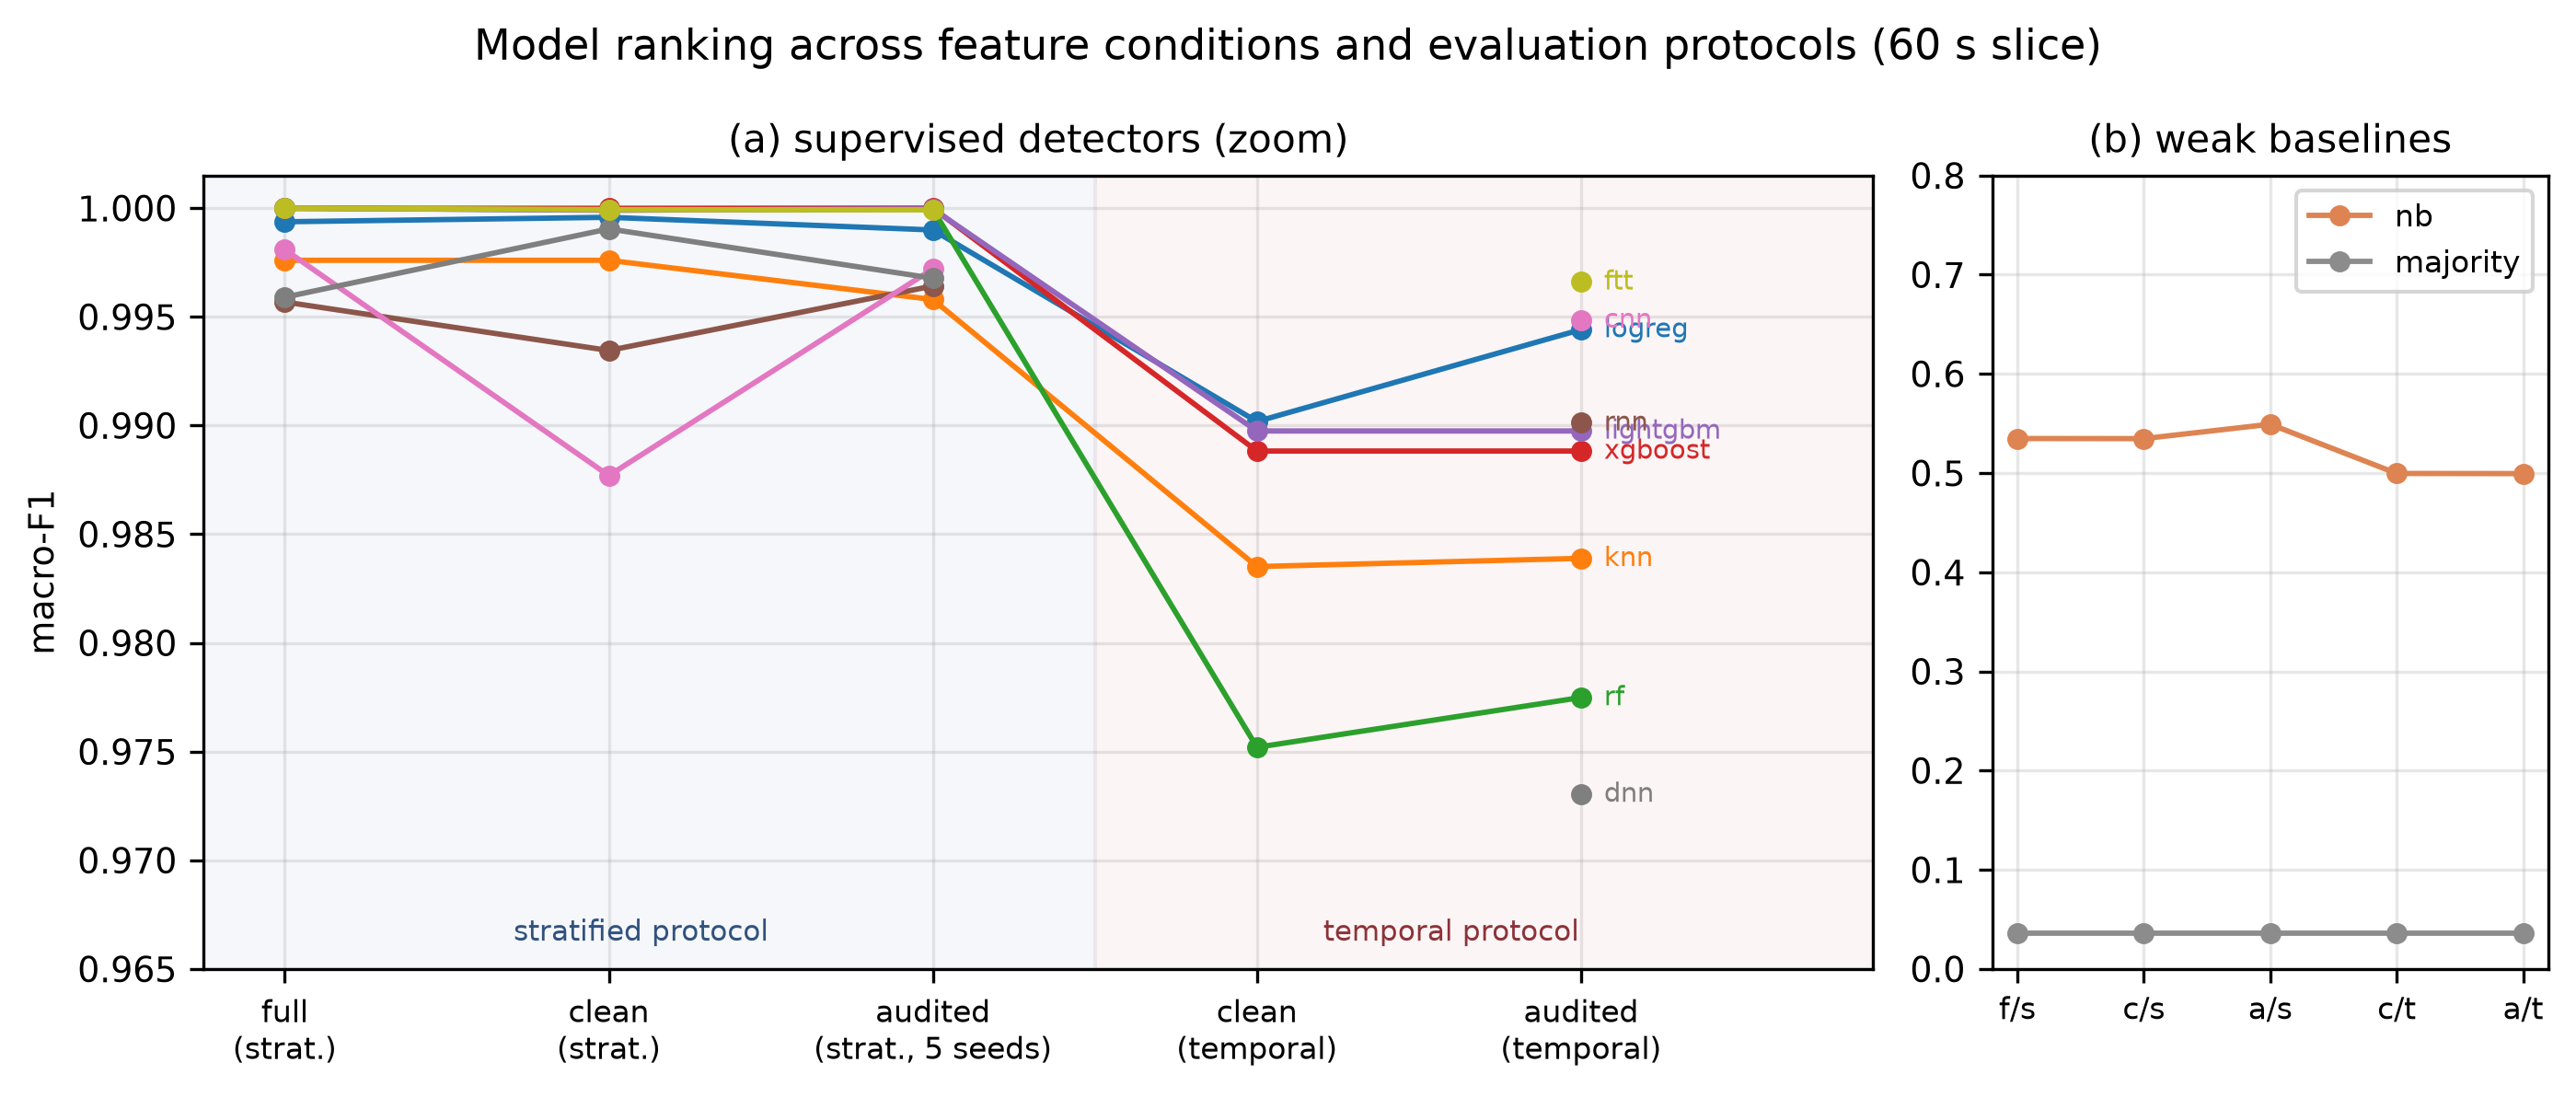 Model ranking across feature conditions and evaluation protocols (60 s slice)
(a) supervised detectors (zoom)
macro-F1
1.000
0.995
0.990
0.985
0.980
0.975
0.970
0.965
ftt
cnn
logreg
rnn
lightgbm
xgboost
knn
rf
dnn
stratified protocol
temporal protocol
full
(strat.)
clean
(strat.)
audited
(strat., 5 seeds)
clean
(temporal)
audited
(temporal)
(b) weak baselines
0.8
0.7
0.6
0.5
0.4
0.3
0.2
0.1
0.0
nb
majority
f/s
c/s
a/s
c/t
a/t